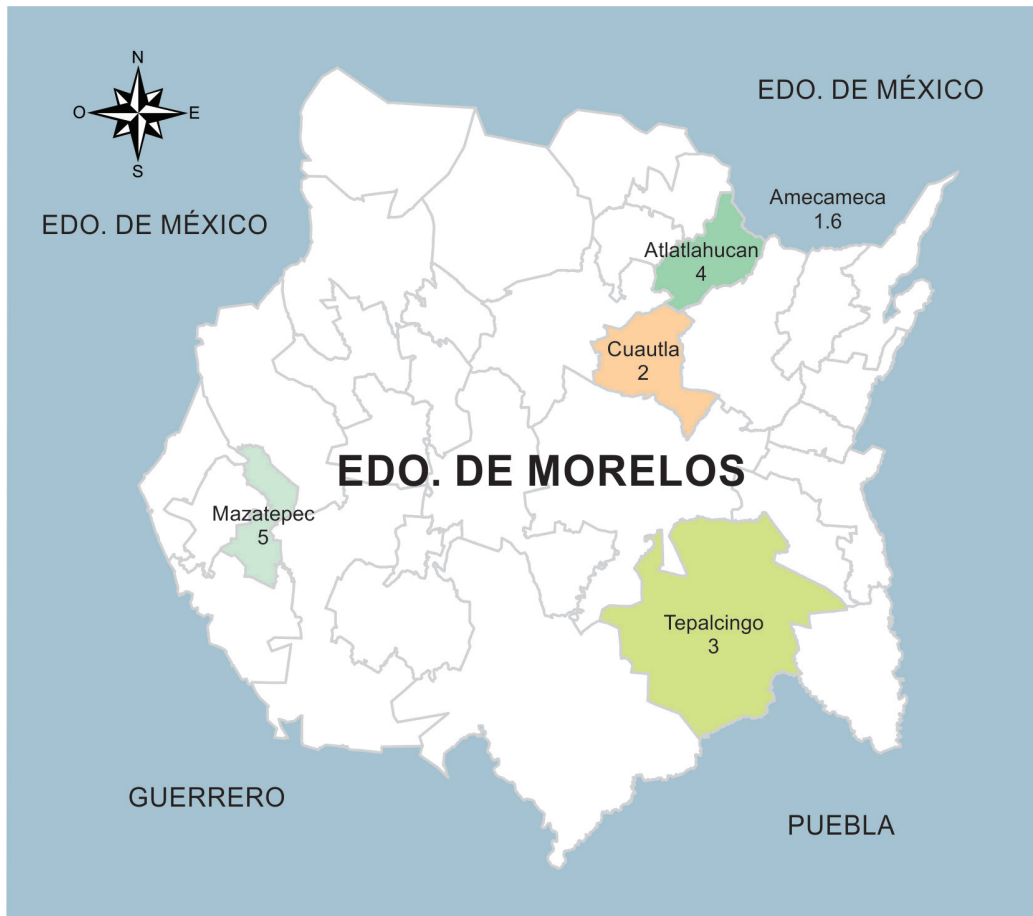 N
O
E
S
EDO. DE MÉXICO
EDO. DE MÉXICO
Amecameca
1.6
Atlatlahucan
4
Cuautla
2
EDO. DE MORELOS
Mazatepec
5
Tepalcingo
3
GUERRERO
PUEBLA